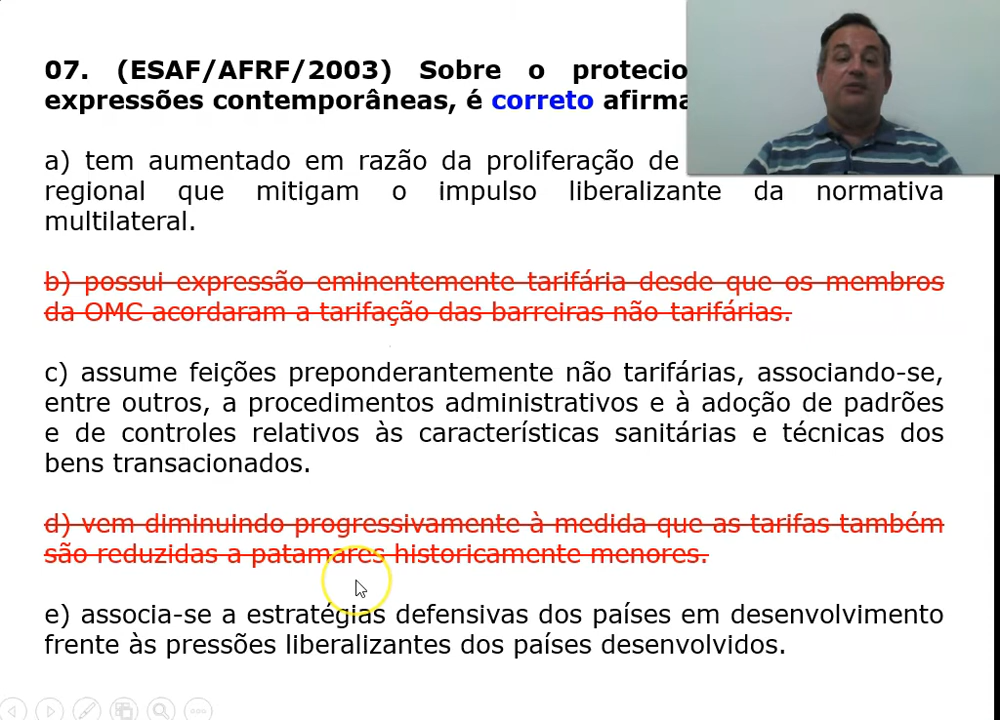 07. (ESAF/AFRF/2003) Sobre o
expressões contemporâneas, é correto
a) tem aumentado em razão da proliferação de
regional que mitigam o impulso liberalizante da normativa
multilateral.
b) possui expressão eminentemente tarifária desde que os membros
da OMC acordaram a tarifação das barreiras não tarifárias.
c) assume feições preponderantemente não tarifárias, associando-se,
entre outros, a procedimentos administrativos e à adoção de padrões
e de controles relativos às características sanitárias e técnicas dos
bens transacionados.
d) vem diminuindo progressivamente à medida que as tarifas também
são reduzidas a patamares historicamente menores.
e) associa-se a estratégias defensivas dos países em desenvolvimento
frente às pressões liberalizantes dos países desenvolvidos.